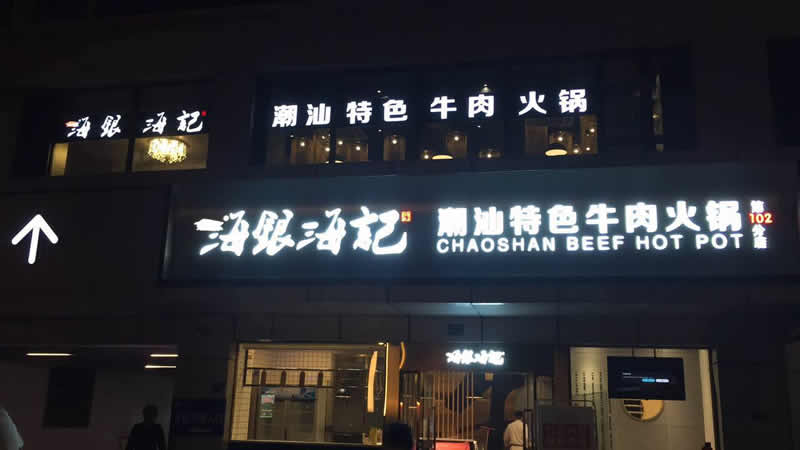 海银海記 潮汕特色牛肉火锅
海银海記 潮汕特色牛肉火锅 第102分店
CHAOSHAN BEEF HOT POT
海银海記